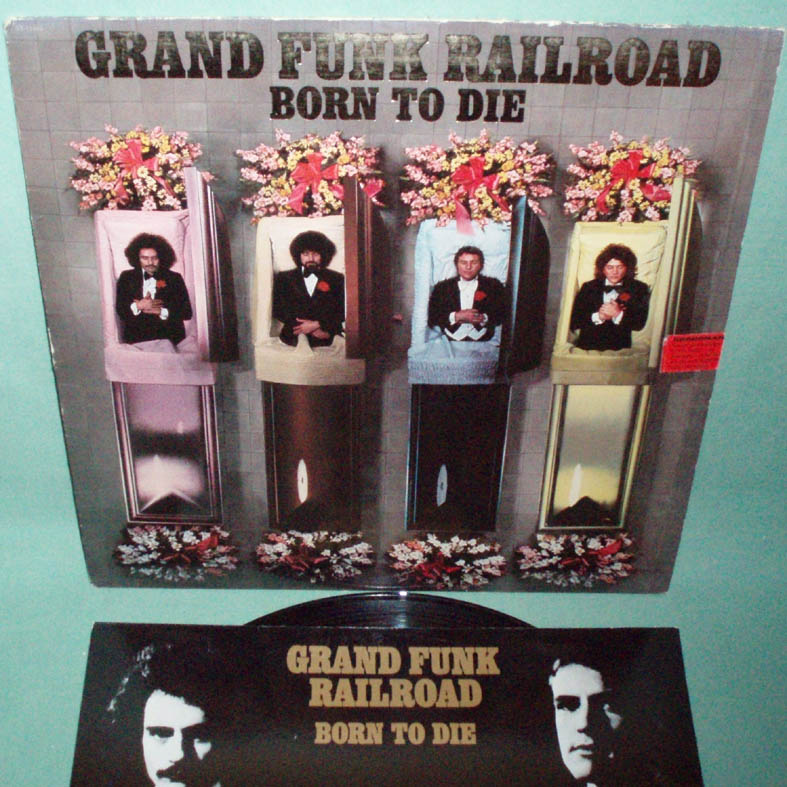 GRAND FUNK RAILROAD
BORN TO DIE
GRAND FUNK
RAILROAD
BORN TO DIE